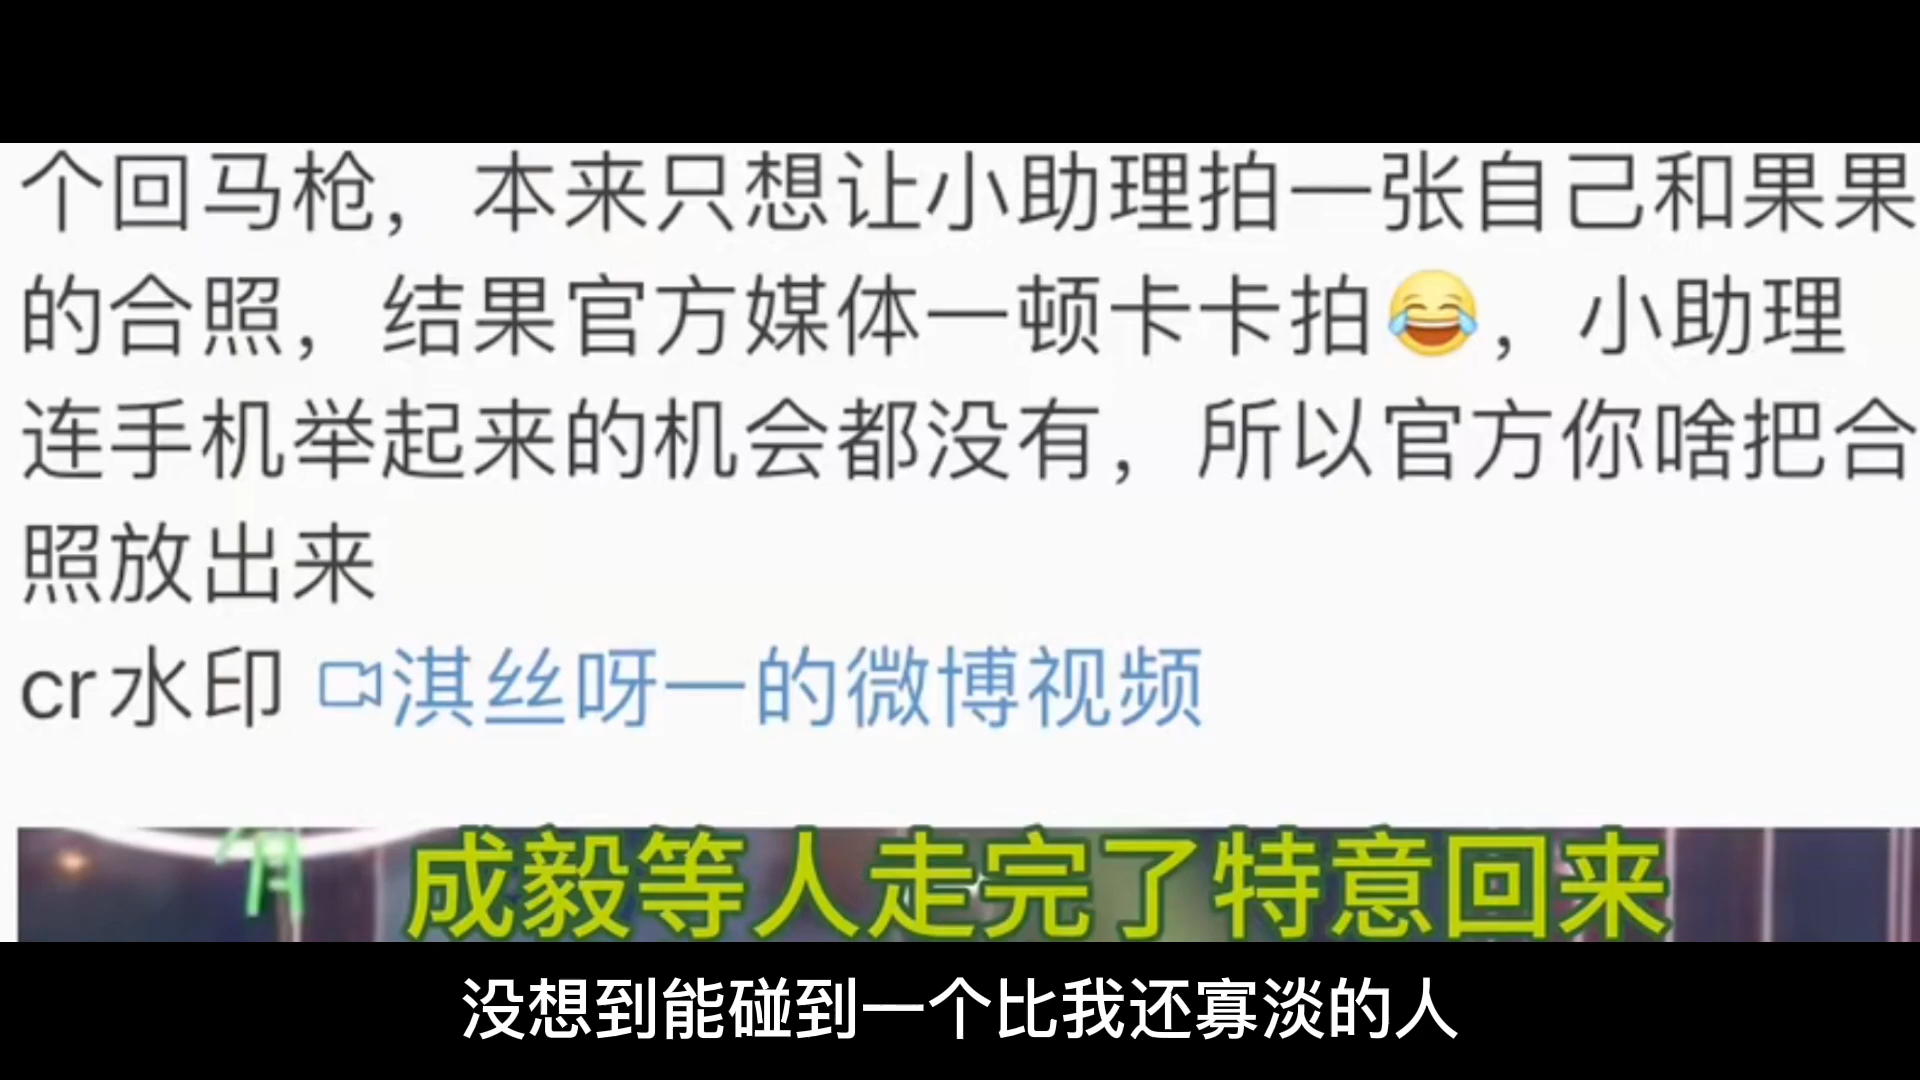 个回马枪，本来只想让小助理拍一张自己和果果
的合照，结果官方媒体一顿卡卡拍😂，小助理
连手机举起来的机会都没有，所以官方你啥把合
照放出来
cr水印 淇丝呀一的微博视频
成毅等人走完了特意回来
没想到能碰到一个比我还寡淡的人